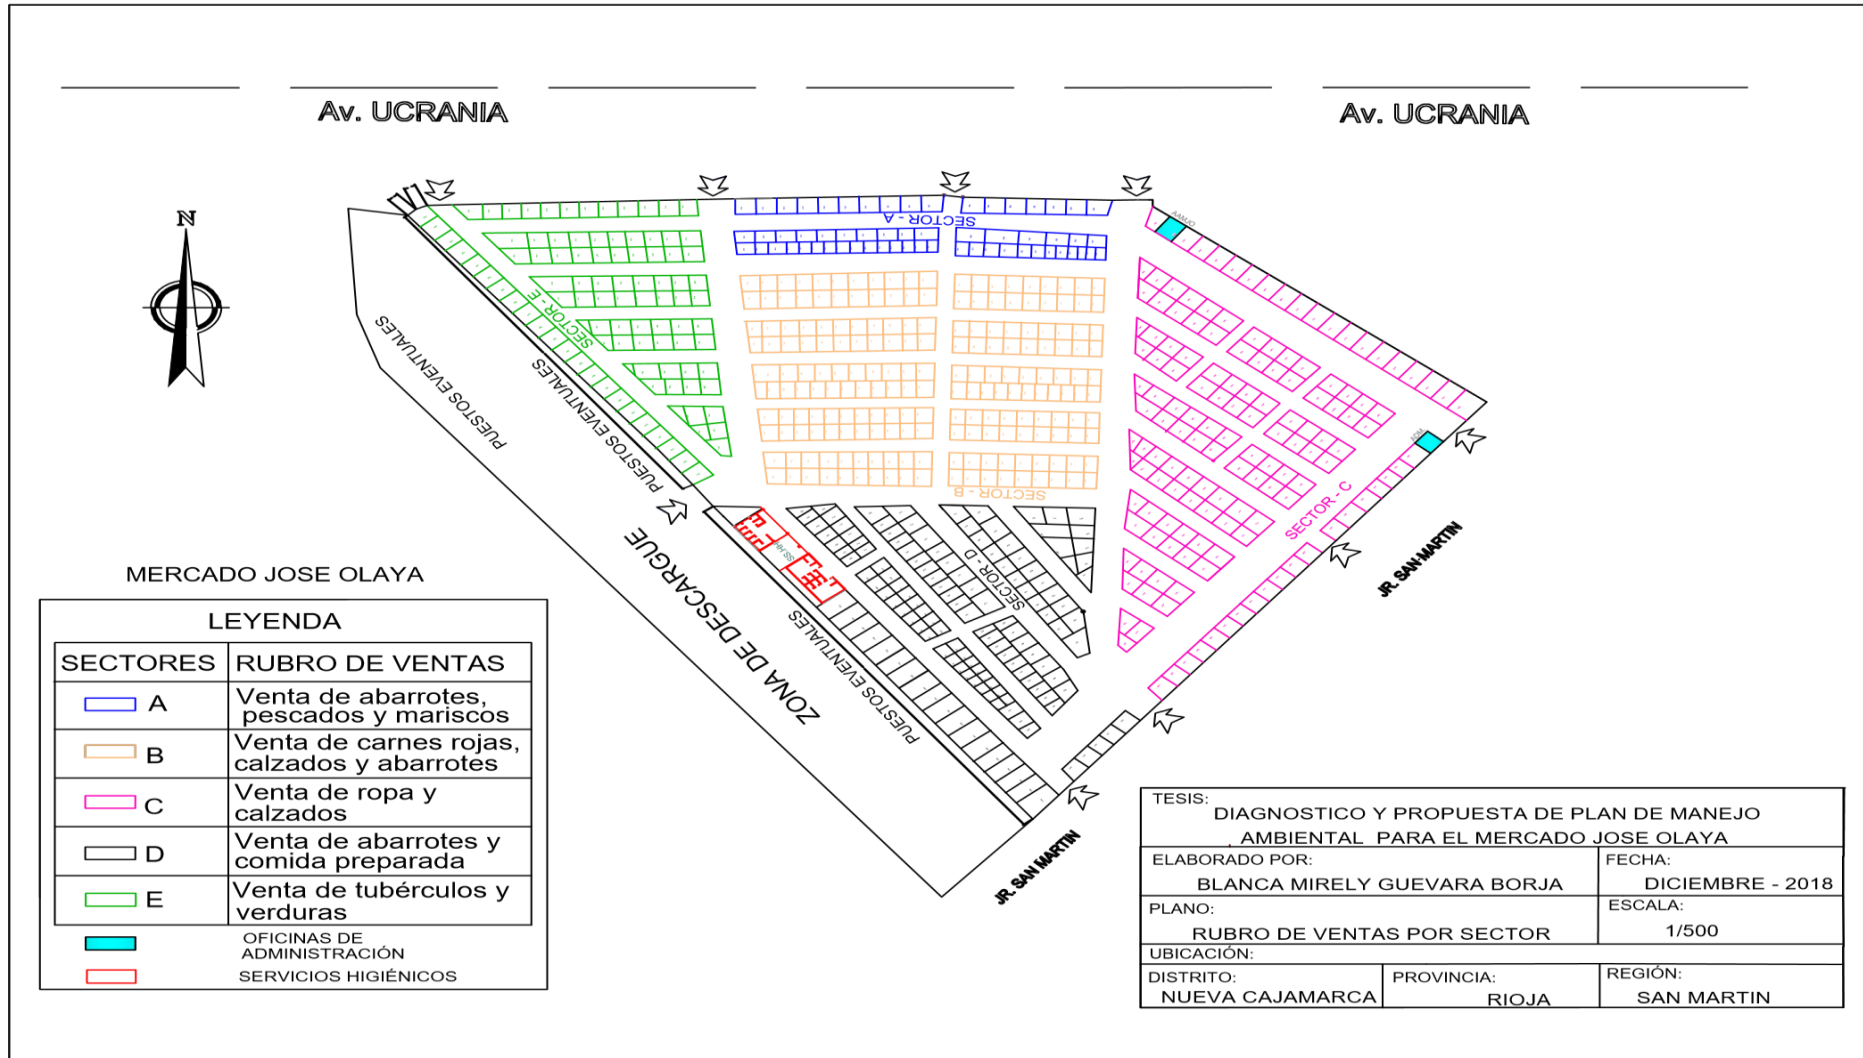 Av. UCRANIA
Av. UCRANIA
N
AAMJO
SECTOR - A
SECTOR - E
PUESTOS EVENTUALES
PUESTOS EVENTUALES
SECTOR - B
ADM.
SECTOR - C
JR. SAN MARTIN
SS.HH
SECTOR - D
ZONA DE DESCARGUE
PUESTOS EVENTUALES
JR. SAN MARTIN
MERCADO JOSE OLAYA
LEYENDA
SECTORES RUBRO DE VENTAS
A Venta de abarrotes,
pescados y mariscos
B Venta de carnes rojas,
calzados y abarrotes
C Venta de ropa y
calzados
D Venta de abarrotes y
comida preparada
E Venta de tubérculos y
verduras
OFICINAS DE
ADMINISTRACIÓN
SERVICIOS HIGIÉNICOS
TESIS:
DIAGNOSTICO Y PROPUESTA DE PLAN DE MANEJO
AMBIENTAL PARA EL MERCADO JOSE OLAYA
ELABORADO POR:
BLANCA MIRELY GUEVARA BORJA
FECHA:
DICIEMBRE - 2018
PLANO:
RUBRO DE VENTAS POR SECTOR
ESCALA:
1/500
UBICACIÓN:
DISTRITO:
NUEVA CAJAMARCA
PROVINCIA:
RIOJA
REGIÓN:
SAN MARTIN